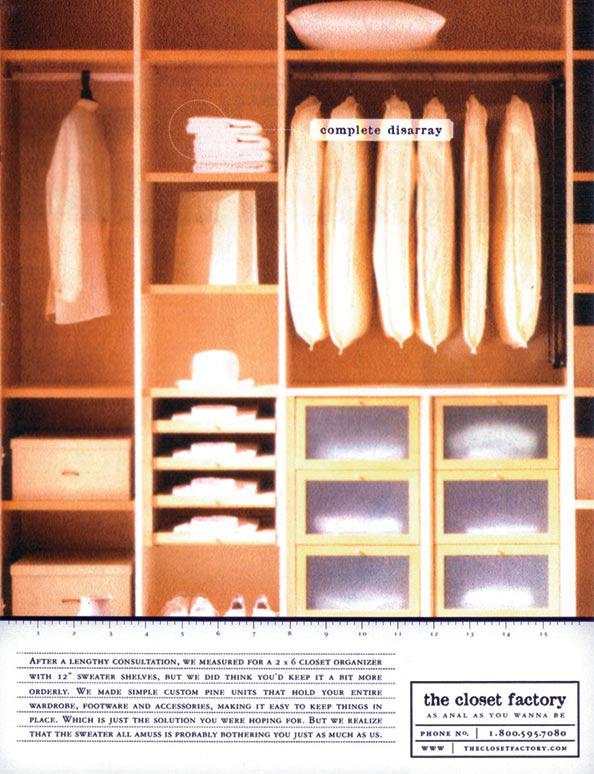 complete disarray
1 2 3 4 5 6 7 8 9 10 11 12 13 14 15
After a lengthy consultation, we measured for a 2 x 6 closet organizer
with 12" sweater shelves, but we did think you'd keep it a bit more
orderly. We made simple custom pine units that hold your entire
wardrobe, footware and accessories, making it easy to keep things in
place. Which is just the solution you were hoping for. But we realize
that the sweater all amuss is probably bothering you just as much as us.
the closet factory
AS ANAL AS YOU WANNA BE
PHONE No. | 1.800.595.7080
WWW | THECLOSETFACTORY.COM